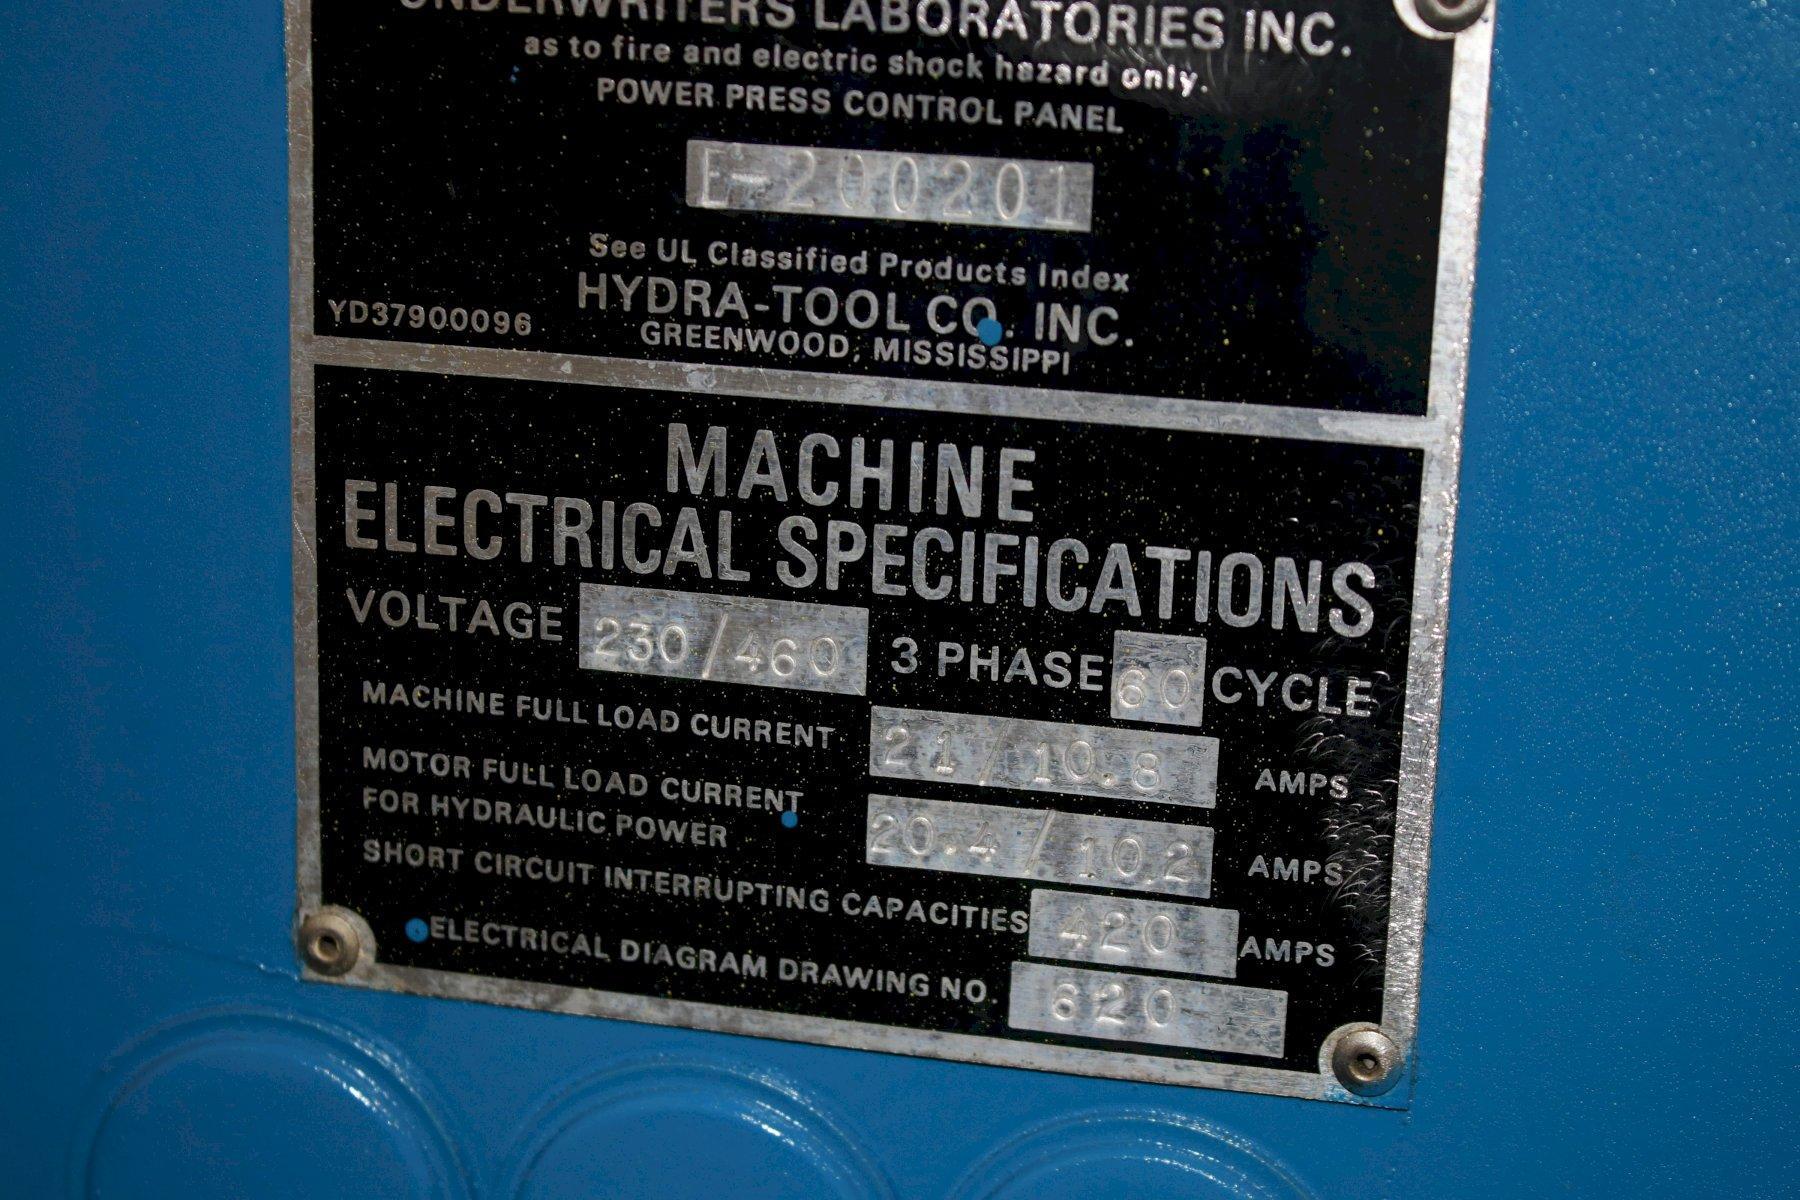 UNDERWRITERS LABORATORIES INC.
as to fire and electric shock hazard only.
POWER PRESS CONTROL PANEL
E-200201
See UL Classified Products Index
HYDRA-TOOL CO. INC.
YD37900096
GREENWOOD, MISSISSIPPI
MACHINE
ELECTRICAL SPECIFICATIONS
VOLTAGE 230/460 3 PHASE 60 CYCLE
MACHINE FULL LOAD CURRENT 21/10.8 AMPS
MOTOR FULL LOAD CURRENT
FOR HYDRAULIC POWER 20.4/10.2 AMPS
SHORT CIRCUIT INTERRUPTING CAPACITIES 420 AMPS
ELECTRICAL DIAGRAM DRAWING NO. 620